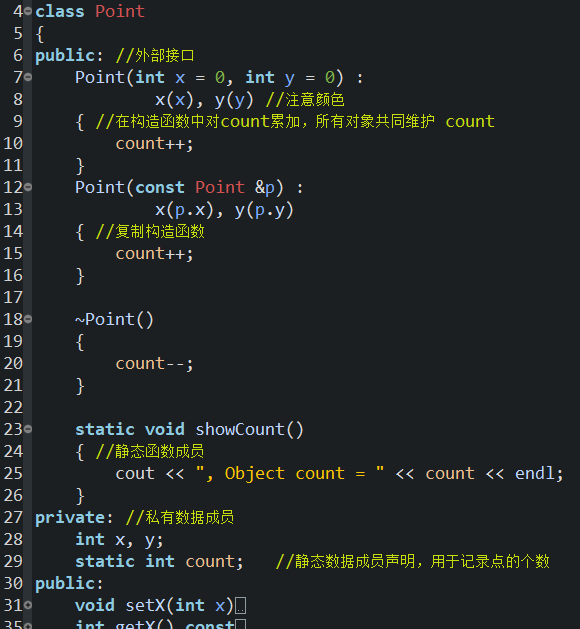 4 class Point
5 {
6 public: //外部接口
7 Point(int x = 0, int y = 0) :
8 x(x), y(y) //注意颜色
9 { //在构造函数中对count累加，所有对象共同维护 count
10 count++;
11 }
12 Point(const Point &p) :
13 x(p.x), y(p.y)
14 { //复制构造函数
15 count++;
16 }
17
18 ~Point()
19 {
20 count--;
21 }
22
23 static void showCount()
24 { //静态函数成员
25 cout << ", Object count = " << count << endl;
26 }
27 private: //私有数据成员
28 int x, y;
29 static int count; //静态数据成员声明，用于记录点的个数
30 public:
31 void setX(int x)
35 int getX() const